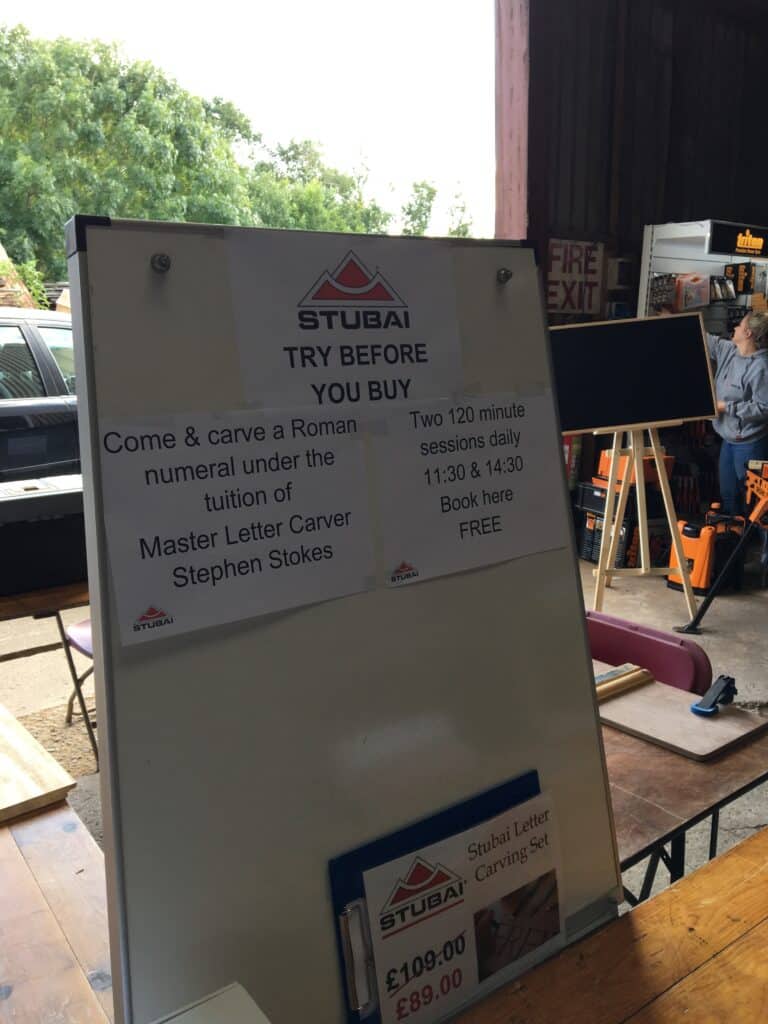 STUBAI
TRY BEFORE
YOU BUY
Come & carve a Roman
numeral under the
tuition of
Master Letter Carver
Stephen Stokes
STUBAI
Two 120 minute
sessions daily
11:30 & 14:30
Book here
FREE
STUBAI
FIRE
EXIT
triton
Stubai Letter
Carving Set
STUBAI
£109.00
£89.00